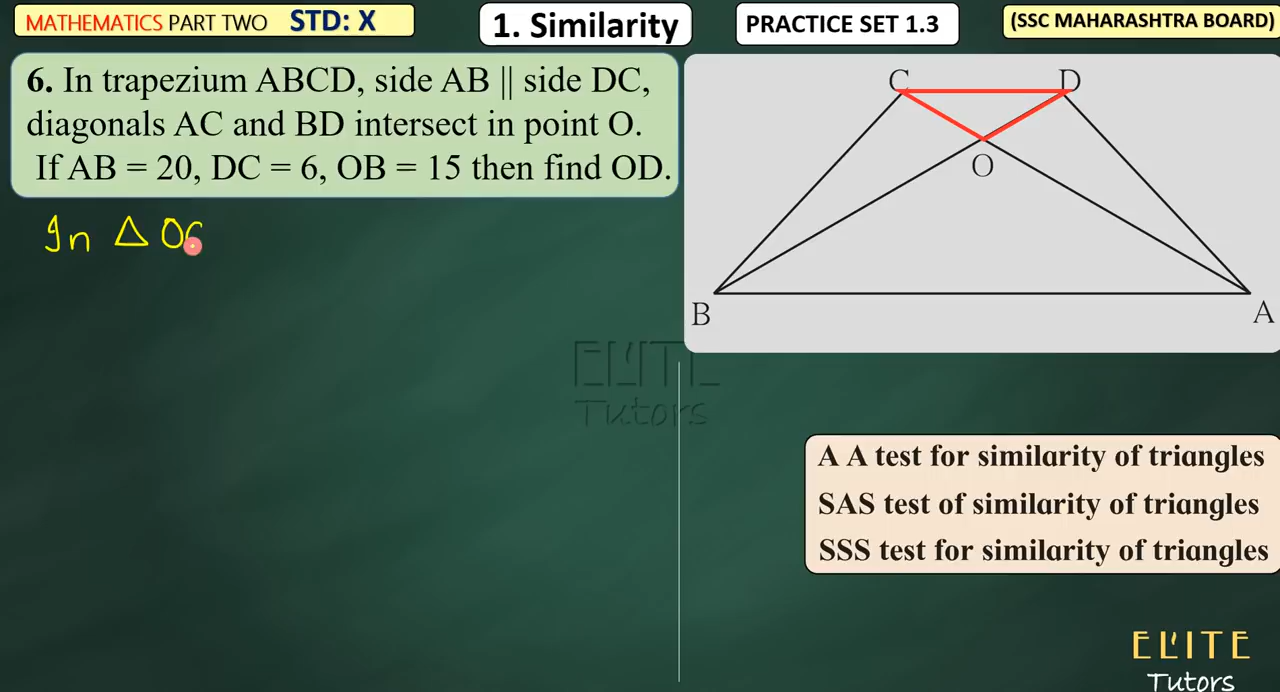 MATHEMATICS PART TWO STD: X
1. Similarity
PRACTICE SET 1.3
(SSC MAHARASHTRA BOARD)
6. In trapezium ABCD, side AB || side DC,
diagonals AC and BD intersect in point O.
If AB = 20, DC = 6, OB = 15 then find OD.
C
D
O
B
A
In △ OC
ELITE
Tutors
A A test for similarity of triangles
SAS test of similarity of triangles
SSS test for similarity of triangles
EL'ITE
Tutors